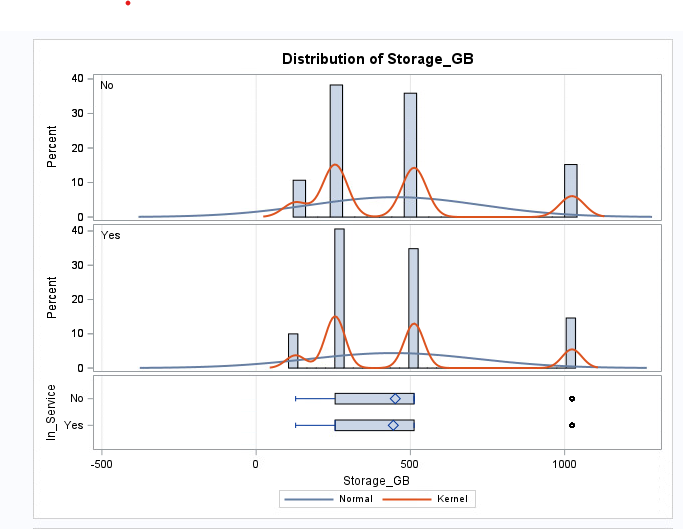 Distribution of Storage_GB
No
Percent
40
30
20
10
0
Yes
Percent
40
30
20
10
0
In_Service
No
Yes
-500
0
500
1000
Storage_GB
Normal
Kernel